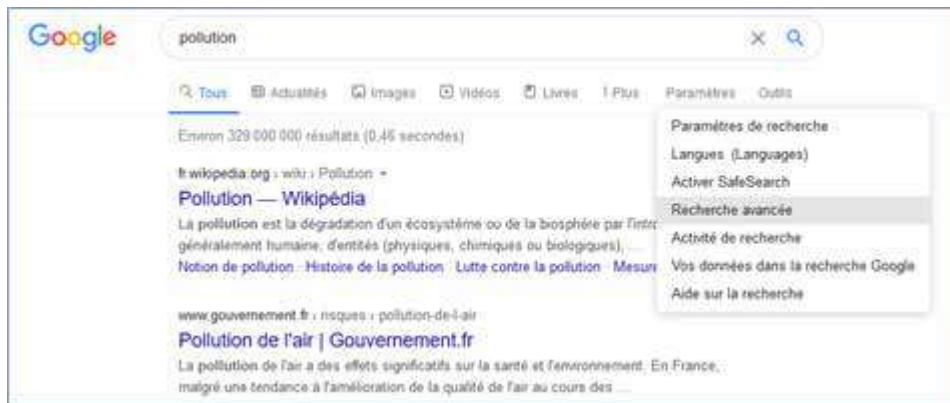 Google
pollution
Tous Actualités Images Vidéos Livres Plus Paramètres Outils
Environ 329 000 000 résultats (0,46 secondes)
fr.wikipedia.org › wiki › Pollution
Pollution — Wikipédia
La pollution est la dégradation d'un écosystème ou de la biosphère par l'intro
généralement humaine, d'entités (physiques, chimiques ou biologiques), ...
Notion de pollution · Histoire de la pollution · Lutte contre la pollution · Mesure
www.gouvernement.fr › risques › pollution-de-l-air
Pollution de l'air | Gouvernement.fr
La pollution de l'air a des effets significatifs sur la santé et l'environnement. En France,
malgré une tendance à l'amélioration de la qualité de l'air au cours des ...
Paramètres de recherche
Langues (Languages)
Activer SafeSearch
Recherche avancée
Activité de recherche
Vos données dans la recherche Google
Aide sur la recherche